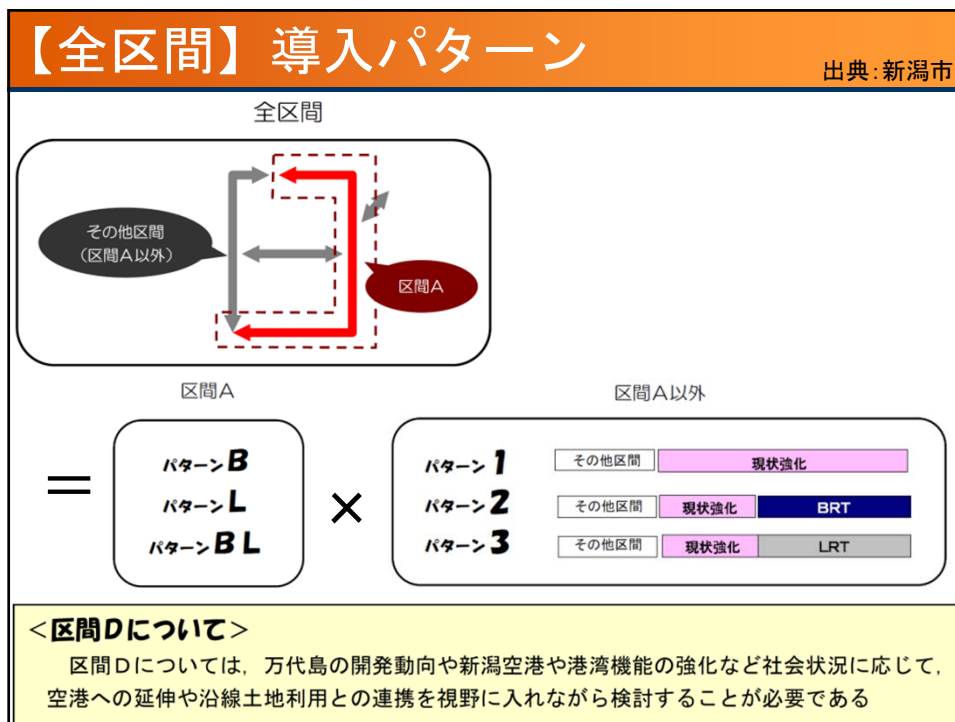 【全区間】導入パターン
出典:新潟市
全区間
その他区間
(区間A以外)
区間A
区間A
区間A以外
=
パターンB
パターンL
パターンBL
×
パターン1 その他区間 現状強化
パターン2 その他区間 現状強化 BRT
パターン3 その他区間 現状強化 LRT
<区間Dについて>
区間Dについては,万代島の開発動向や新潟空港や港湾機能の強化など社会状況に応じて,
空港への延伸や沿線土地利用との連携を視野に入れながら検討することが必要である